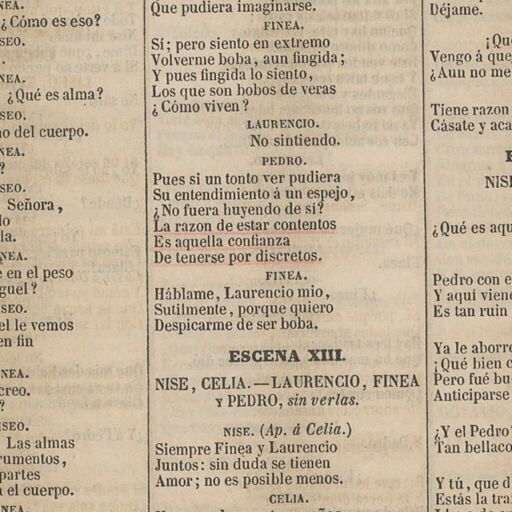 NEA.
¿Cómo es eso?
SEO.
NEA.
¿Qué es alma?
SEO.
no del cuerpo.
NEA.
?
SEO.
Señora,
lo
la.
NEA.
e en el peso
guel?
SEO.
el le vemos
en fin
NEA.
creo.
?
SEO.
Las almas
rumentos,
partes
a el cuerpo.
NEA.
Que pudiera imaginarse.
FINEA.
Sí; pero siento en extremo
Volverme boba, aun fingida;
Y pues fingida lo siento,
Los que son bobos de veras
¿Cómo viven?
LAURENCIO.
No sintiendo.
PEDRO.
Pues si un tonto ver pudiera
Su entendimiento á un espejo,
¿No fuera huyendo de sí?
La razon de estar contentos
Es aquella confianza
De tenerse por discretos.
FINEA.
Háblame, Laurencio mio,
Sutilmente, porque quiero
Despicarme de ser boba.
ESCENA XIII.
NISE, CELIA.—LAURENCIO, FINEA
Y PEDRO, sin verlas.
NISE. (Ap. á Celia.)
Siempre Finea y Laurencio
Juntos: sin duda se tienen
Amor; no es posible menos.
CELIA.
Déjame.
¡Qu
Vengo á que
¿Aun no me
Tiene razon
Cásate y aca
E
NIS
¿Qué es aqu
Pedro con e
Y aquí vien
Es tan ruin
Ya le aborre
¡Qué bien c
Pero fué bu
Anticiparse
¿Y el Pedro
Tan bellaco
Y tú, que d
Estás la tra